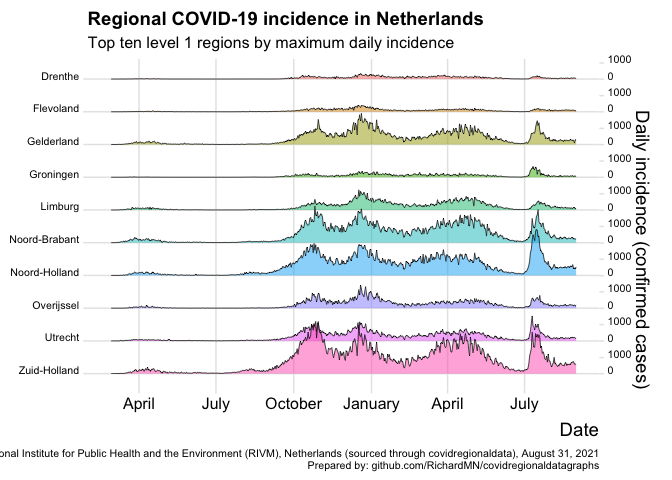 Regional COVID-19 incidence in Netherlands
Top ten level 1 regions by maximum daily incidence
Drenthe
1000
0
Flevoland
1000
0
Gelderland
1000
0
Groningen
1000
0
Limburg
1000
0
Noord-Brabant
1000
0
Noord-Holland
1000
0
Overijssel
1000
0
Utrecht
1000
0
Zuid-Holland
1000
0
Daily incidence (confirmed cases)
April July October January April July
Date
Institute for Public Health and the Environment (RIVM), Netherlands (sourced through covidregionaldata), August 31, 2021
Prepared by: github.com/RichardMN/covidregionaldatagraphs